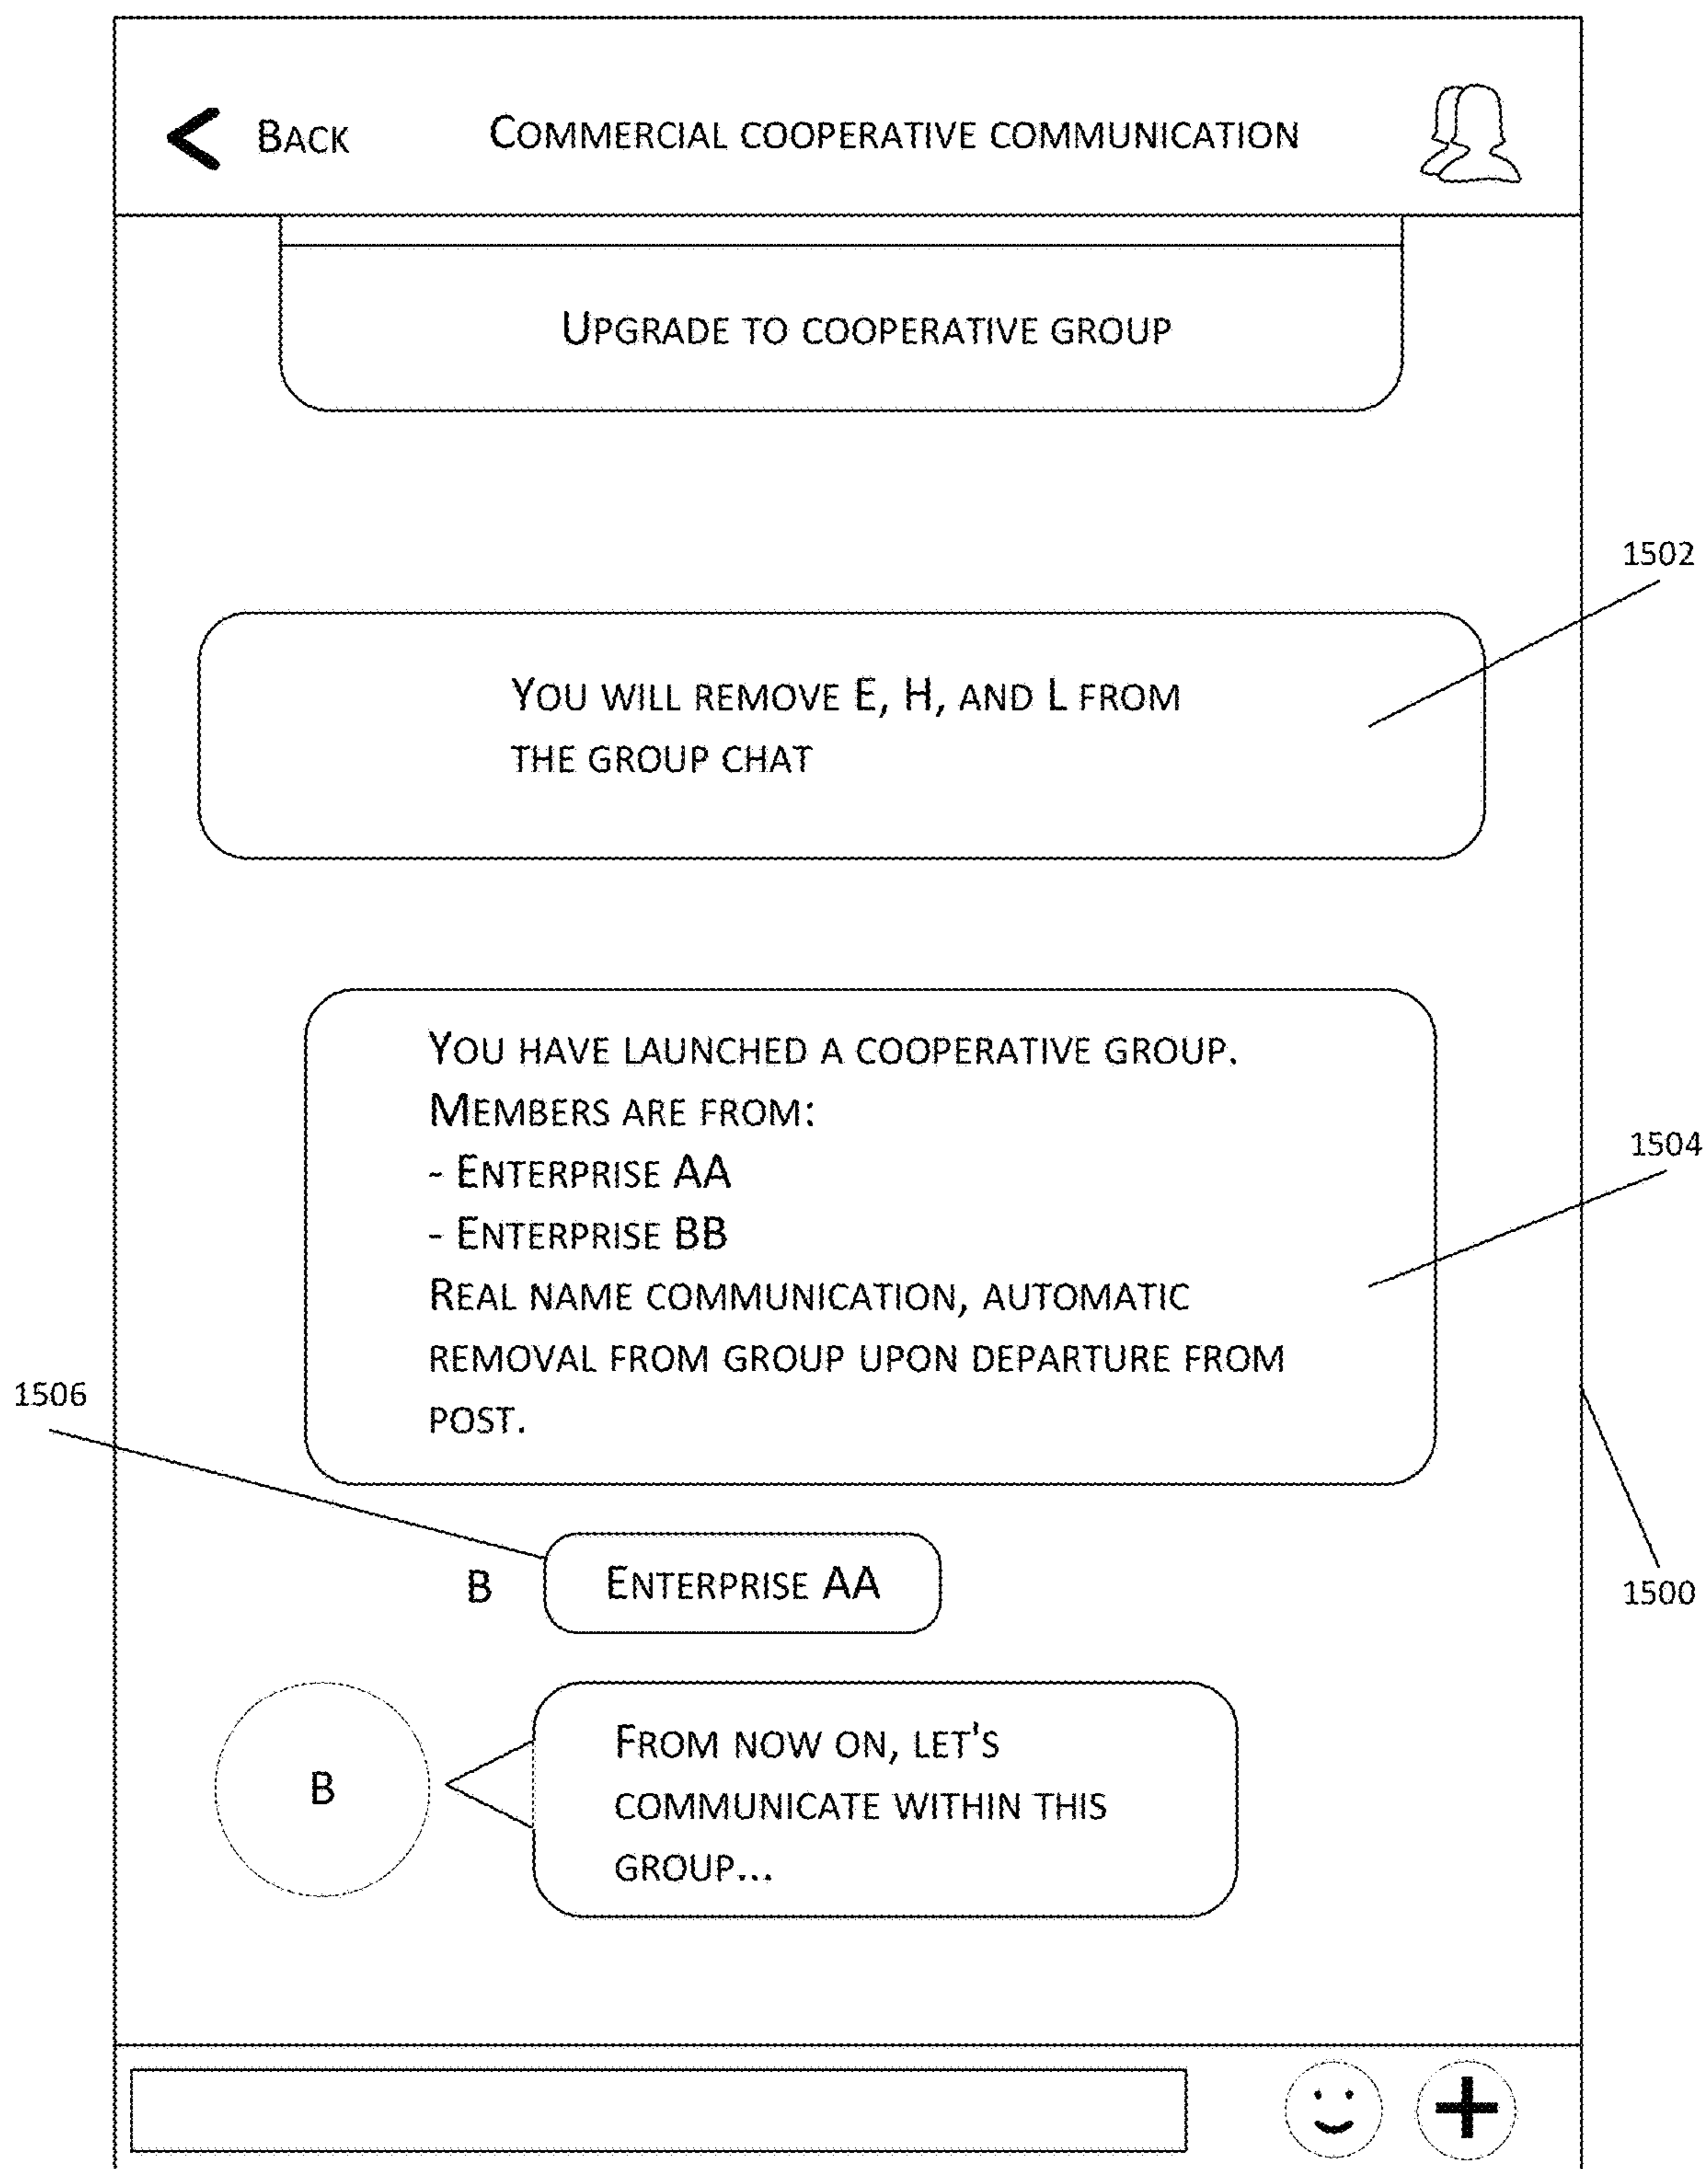 Back
Commercial cooperative communication
Upgrade to cooperative group
1502
You will remove E, H, and L from
the group chat
You have launched a cooperative group.
Members are from:
- Enterprise AA
- Enterprise BB
Real name communication, automatic
removal from group upon departure from
post.
1504
1506
B
Enterprise AA
1500
B
From now on, let's
communicate within this
group...